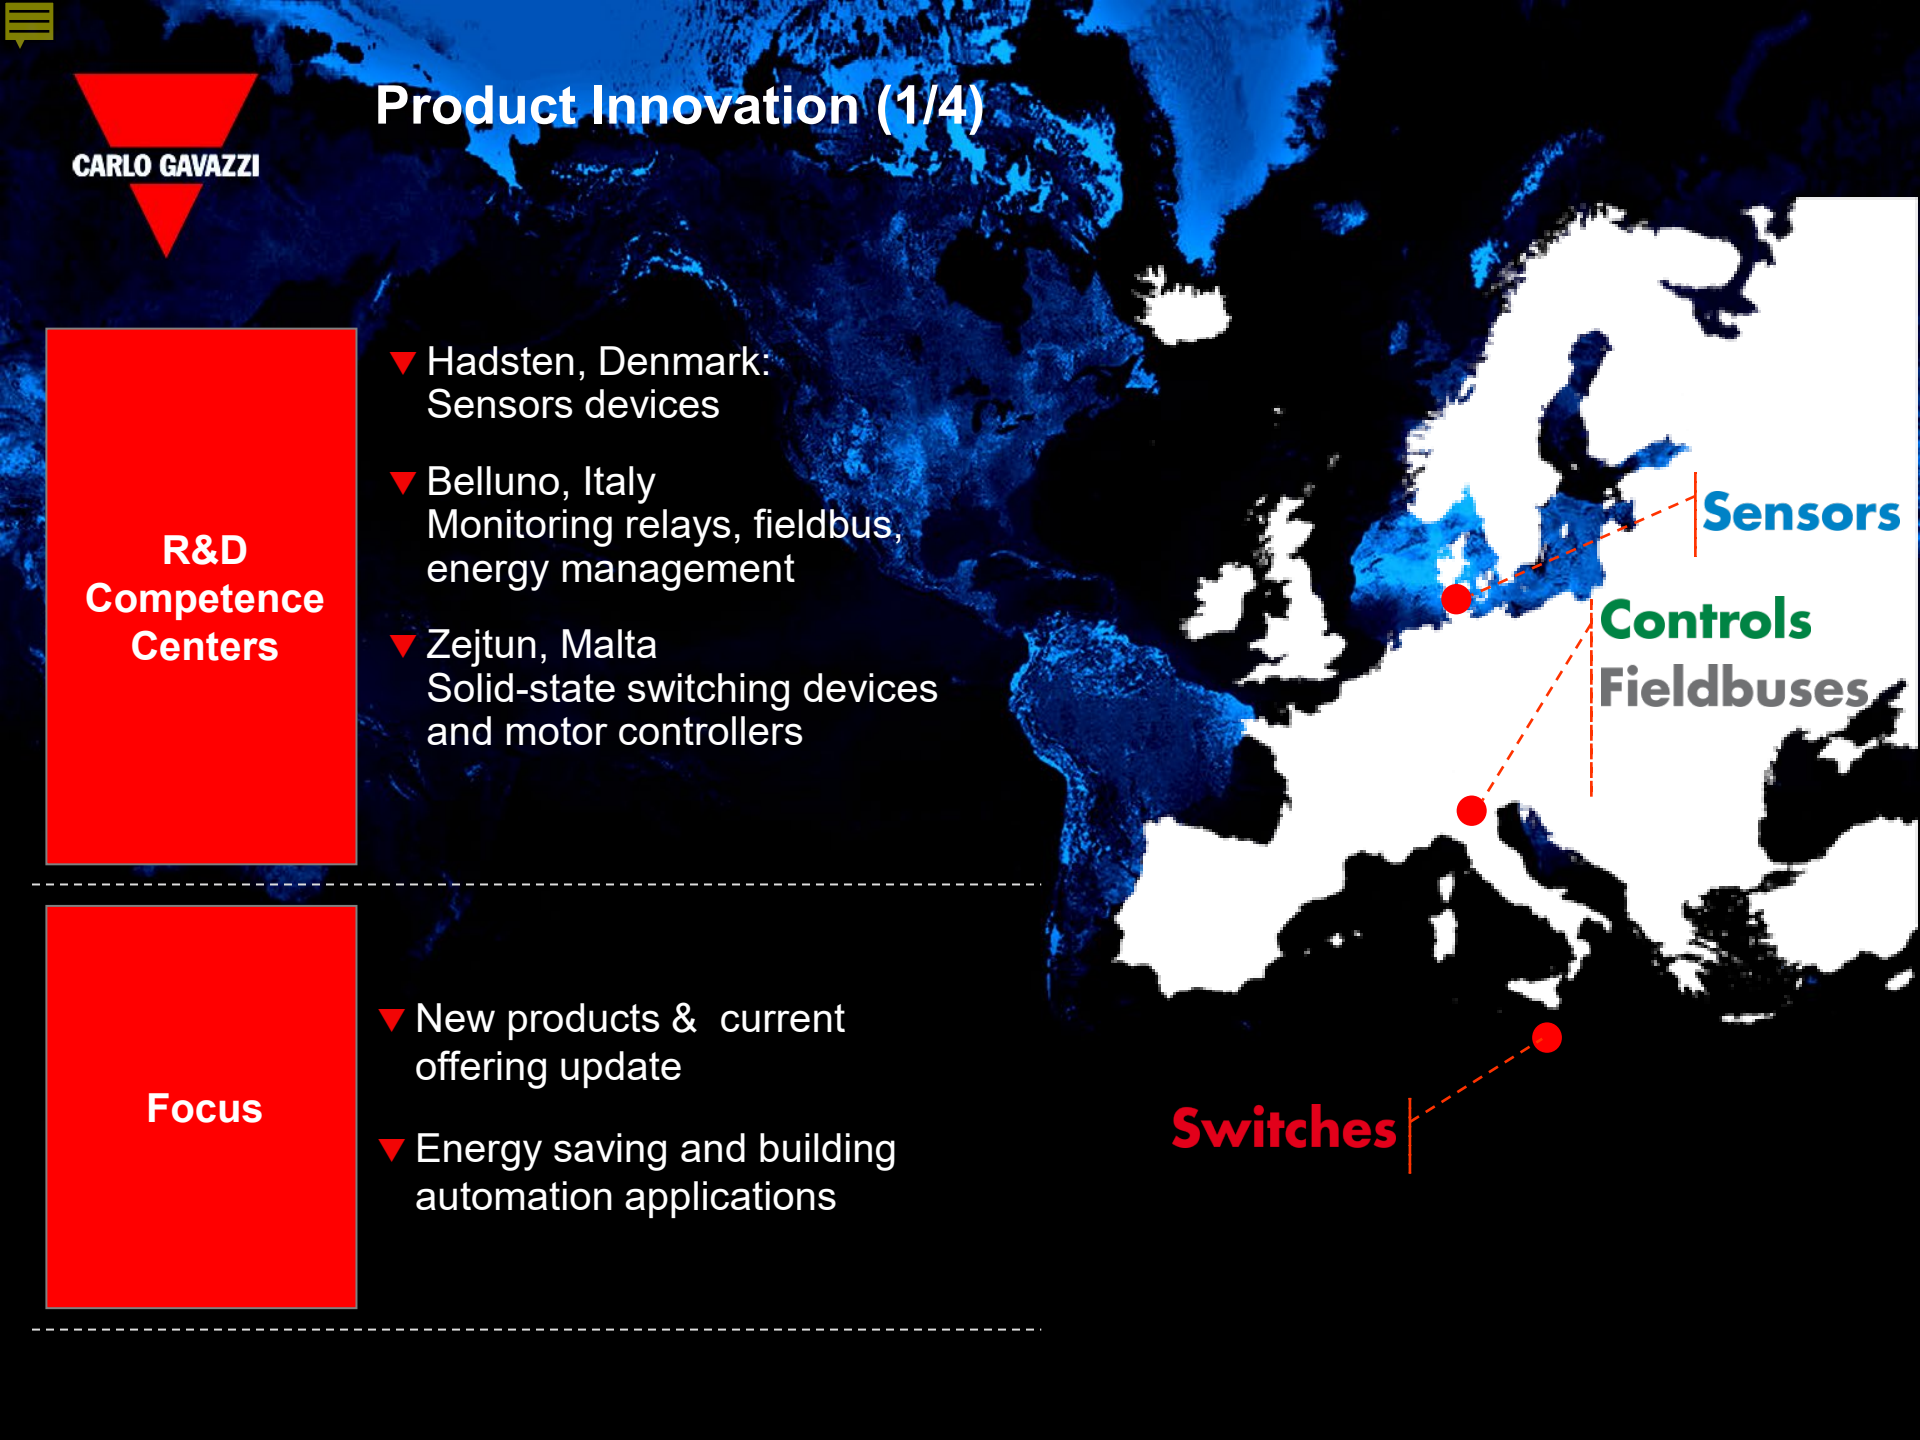 Product Innovation (1/4)
CARLO GAVAZZI
R&D
Competence
Centers
Hadsten, Denmark:
Sensors devices
Belluno, Italy
Monitoring relays, fieldbus,
energy management
Zejtun, Malta
Solid-state switching devices
and motor controllers
Sensors
Controls
Fieldbuses
Switches
Focus
New products &  current
offering update
Energy saving and building
automation applications